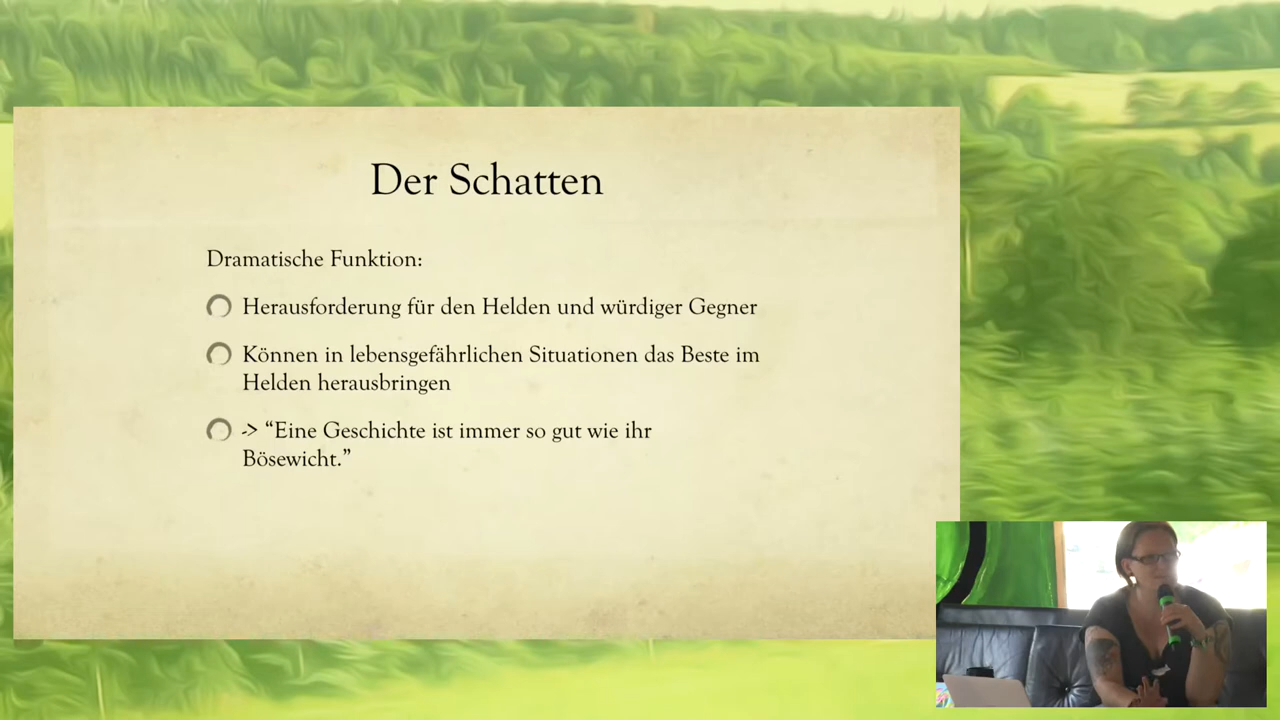 Der Schatten
Dramatische Funktion:
Herausforderung für den Helden und würdiger Gegner
Können in lebensgefährlichen Situationen das Beste im
Helden herausbringen
-> “Eine Geschichte ist immer so gut wie ihr
Bösewicht.”